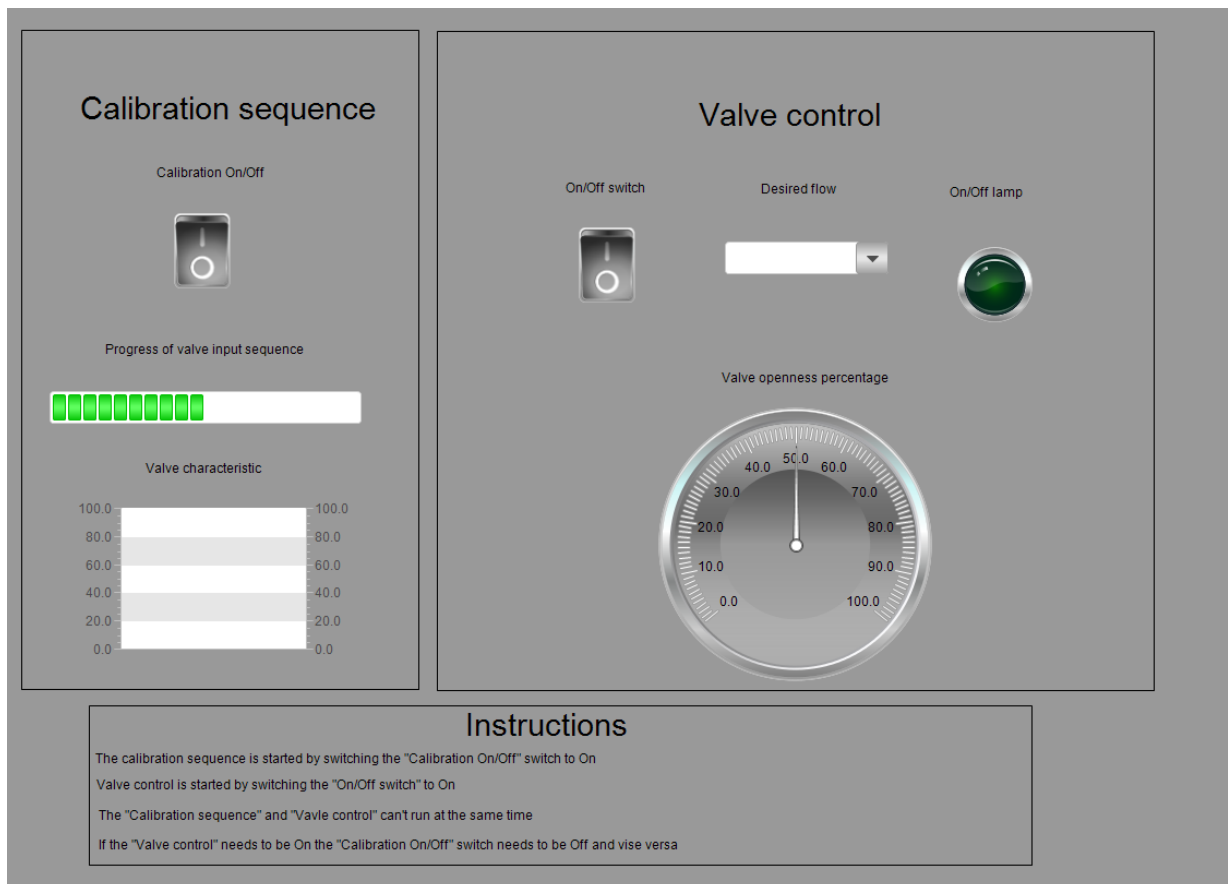 Calibration sequence
Calibration On/Off
Progress of valve input sequence
Valve characteristic
100.0 100.0
80.0 80.0
60.0 60.0
40.0 40.0
20.0 20.0
0.0 0.0
Valve control
On/Off switch
Desired flow
On/Off lamp
Valve openness percentage
50.0
40.0 60.0
30.0 70.0
20.0 80.0
10.0 90.0
0.0 100.0
Instructions
The calibration sequence is started by switching the "Calibration On/Off" switch to On
Valve control is started by switching the "On/Off switch" to On
The "Calibration sequence" and "Vavle control" can't run at the same time
If the "Valve control" needs to be On the "Calibration On/Off" switch needs to be Off and vise versa